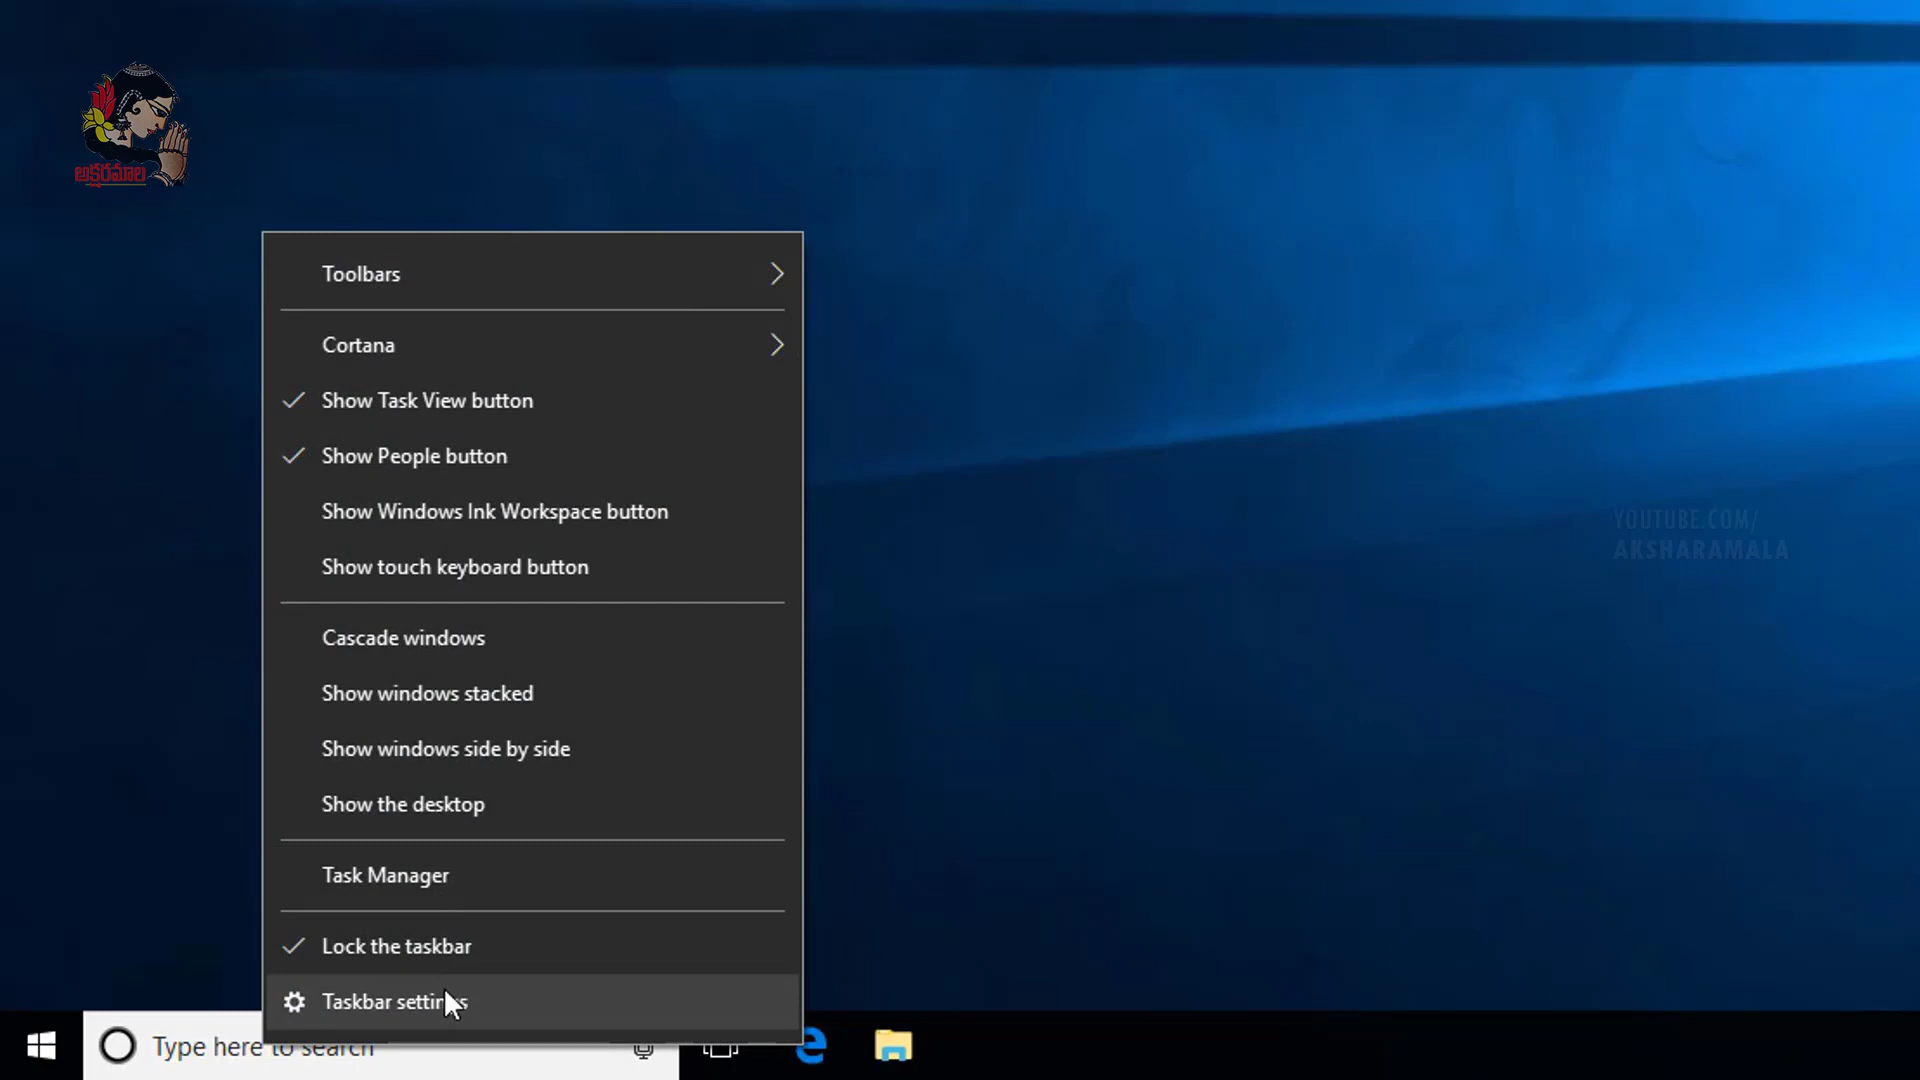 అక్షరమాల
Toolbars
Cortana
Show Task View button
Show People button
Show Windows Ink Workspace button
Show touch keyboard button
YOUTUBE.COM/
AKSHARAMALA
Cascade windows
Show windows stacked
Show windows side by side
Show the desktop
Task Manager
Lock the taskbar
Taskbar settings
Type here to search